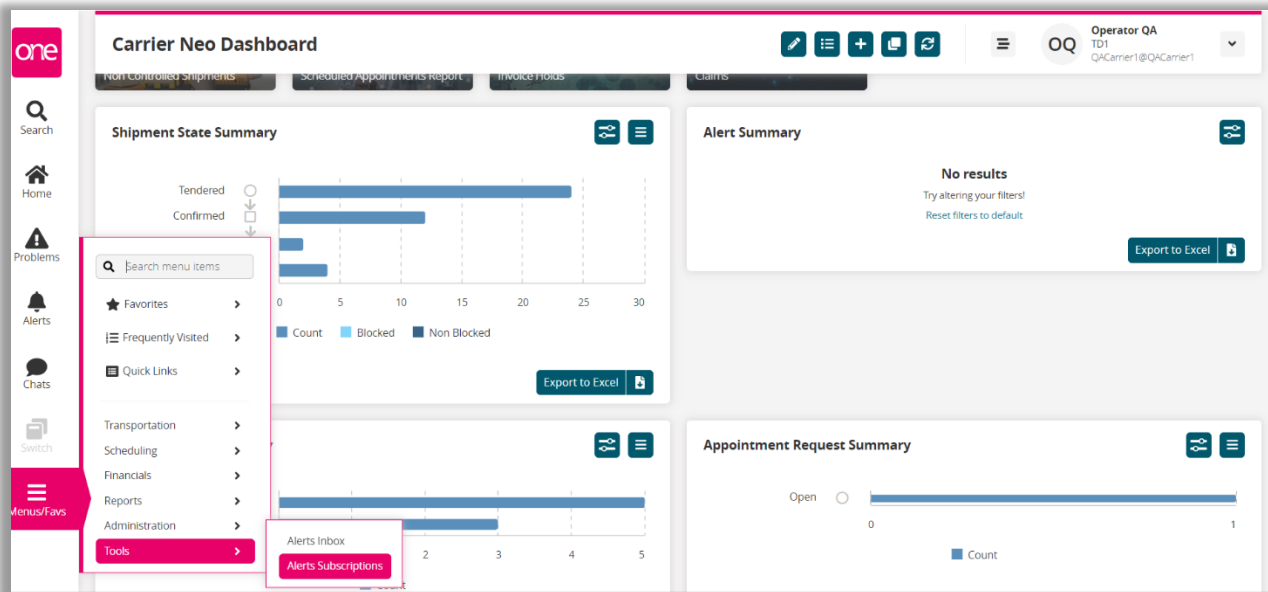 one
Search
Home
Problems
Alerts
Chats
Switch
Menus/Favs
Carrier Neo Dashboard
OQ
Operator QA
TD1
QACarrier1@QACarrier1
Non Controlled Shipments
Scheduled Appointments Report
Invoice Holds
Claims
Shipment State Summary
Tendered
Confirmed
0 5 10 15 20 25 30
Count Blocked Non Blocked
Export to Excel
Alert Summary
No results
Try altering your filters!
Reset filters to default
Export to Excel
Search menu items
Favorites
Frequently Visited
Quick Links
Transportation
Scheduling
Financials
Reports
Administration
Tools
Alerts Inbox
Alerts Subscriptions
2 3 4 5
Appointment Request Summary
Open
0 1
Count